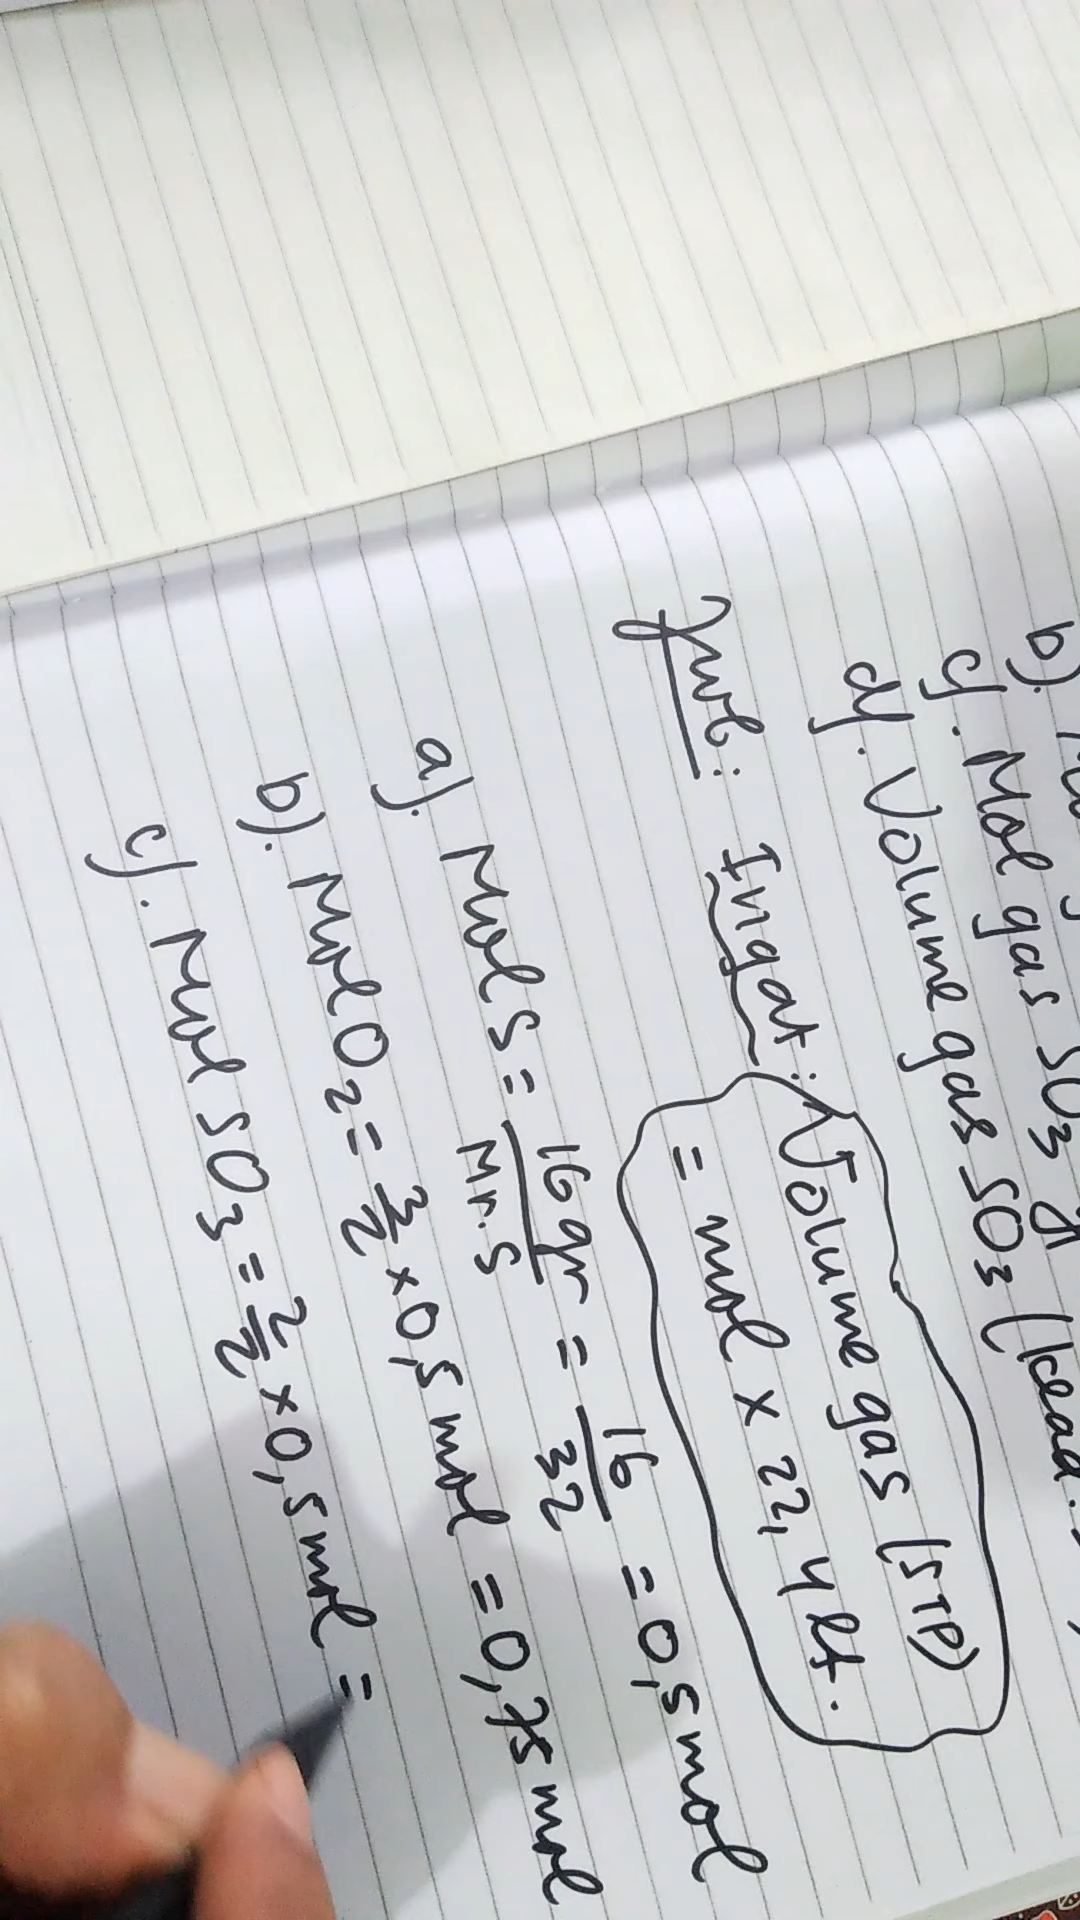 b).
c). Mol gas SO3 y
d). Volume gas SO3 (kead.
Jwb: Ingat: Volume gas (STP)
= mol x 22,4 lt.
a). Mol S = 16 gr / Mr. S = 16 / 32 = 0,5 mol
b). Mol O2 = 3/2 x 0,5 mol = 0,75 mol
c). Mol SO3 = 2/2 x 0,5 mol =